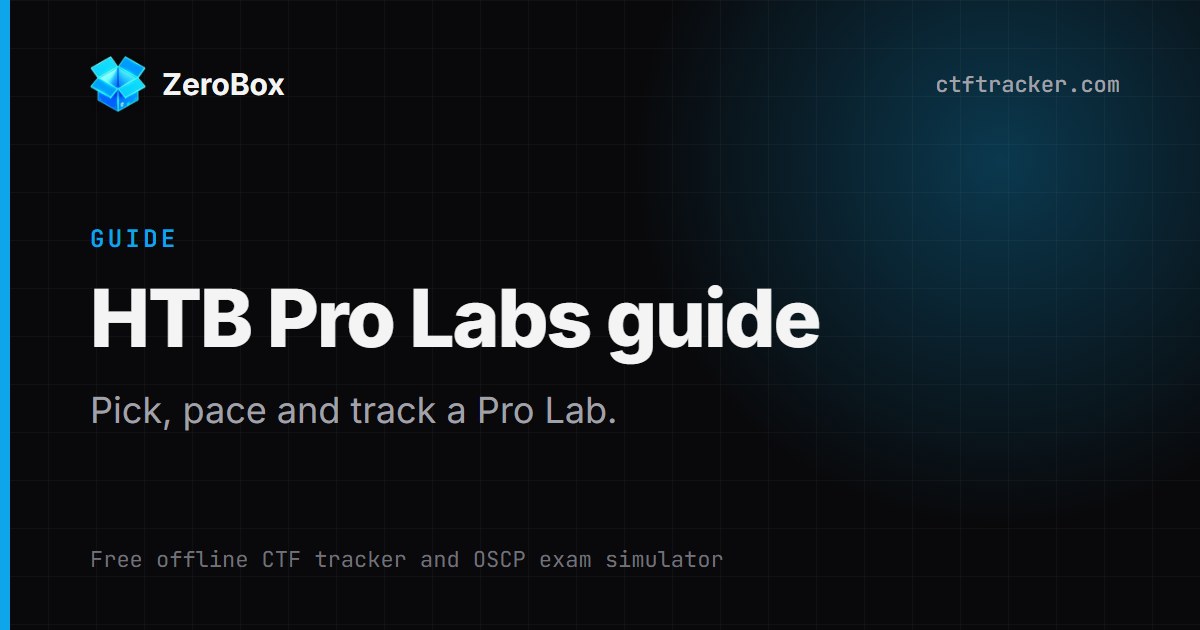 ZeroBox
ctftracker.com
GUIDE
HTB Pro Labs guide
Pick, pace and track a Pro Lab.
Free offline CTF tracker and OSCP exam simulator